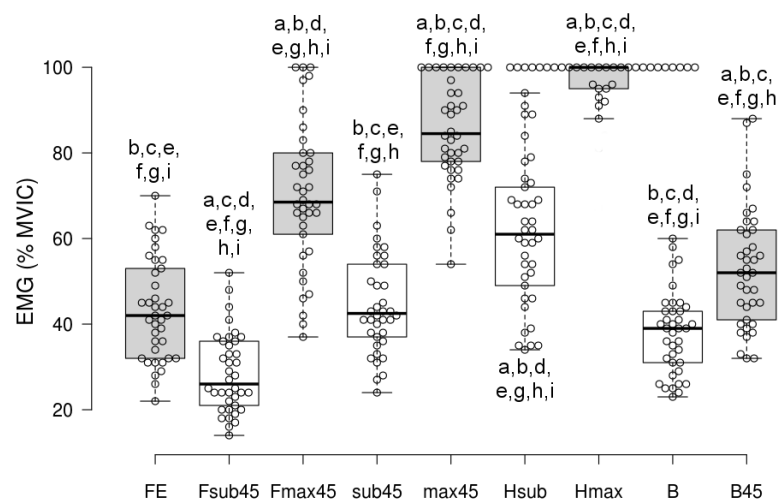 EMG (% MVIC)
100
80
60
40
20
b,c,e,
f,g,i
a,c,d,
e,f,g,
h,i
a,b,d,
e,g,h,i
b,c,e,
f,g,h
a,b,c,d,
f,g,h,i
a,b,d,
e,g,h,i
a,b,c,d,
e,f,h,i
b,c,d,
e,f,g,i
a,b,c,
e,f,g,h
FE
Fsub45
Fmax45
sub45
max45
Hsub
Hmax
B
B45